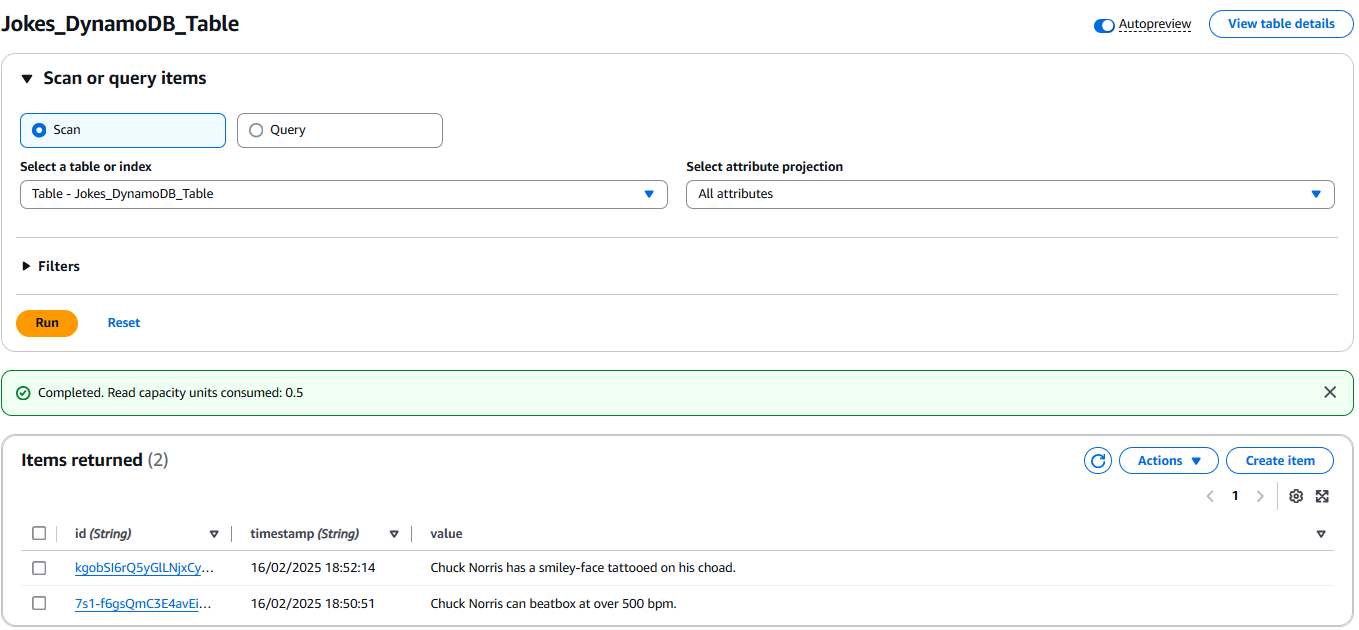 Jokes_DynamoDB_Table Autopreview View table details
Scan or query items
Scan Query
Select a table or index Select attribute projection
Table - Jokes_DynamoDB_Table All attributes
Filters
Run Reset
Completed. Read capacity units consumed: 0.5
Items returned (2) Actions Create item
1
id (String) timestamp (String) value
kgobSI6rQ5yGlLNjxCy... 16/02/2025 18:52:14 Chuck Norris has a smiley-face tattooed on his choad.
7s1-f6gsQmC3E4avEi... 16/02/2025 18:50:51 Chuck Norris can beatbox at over 500 bpm.